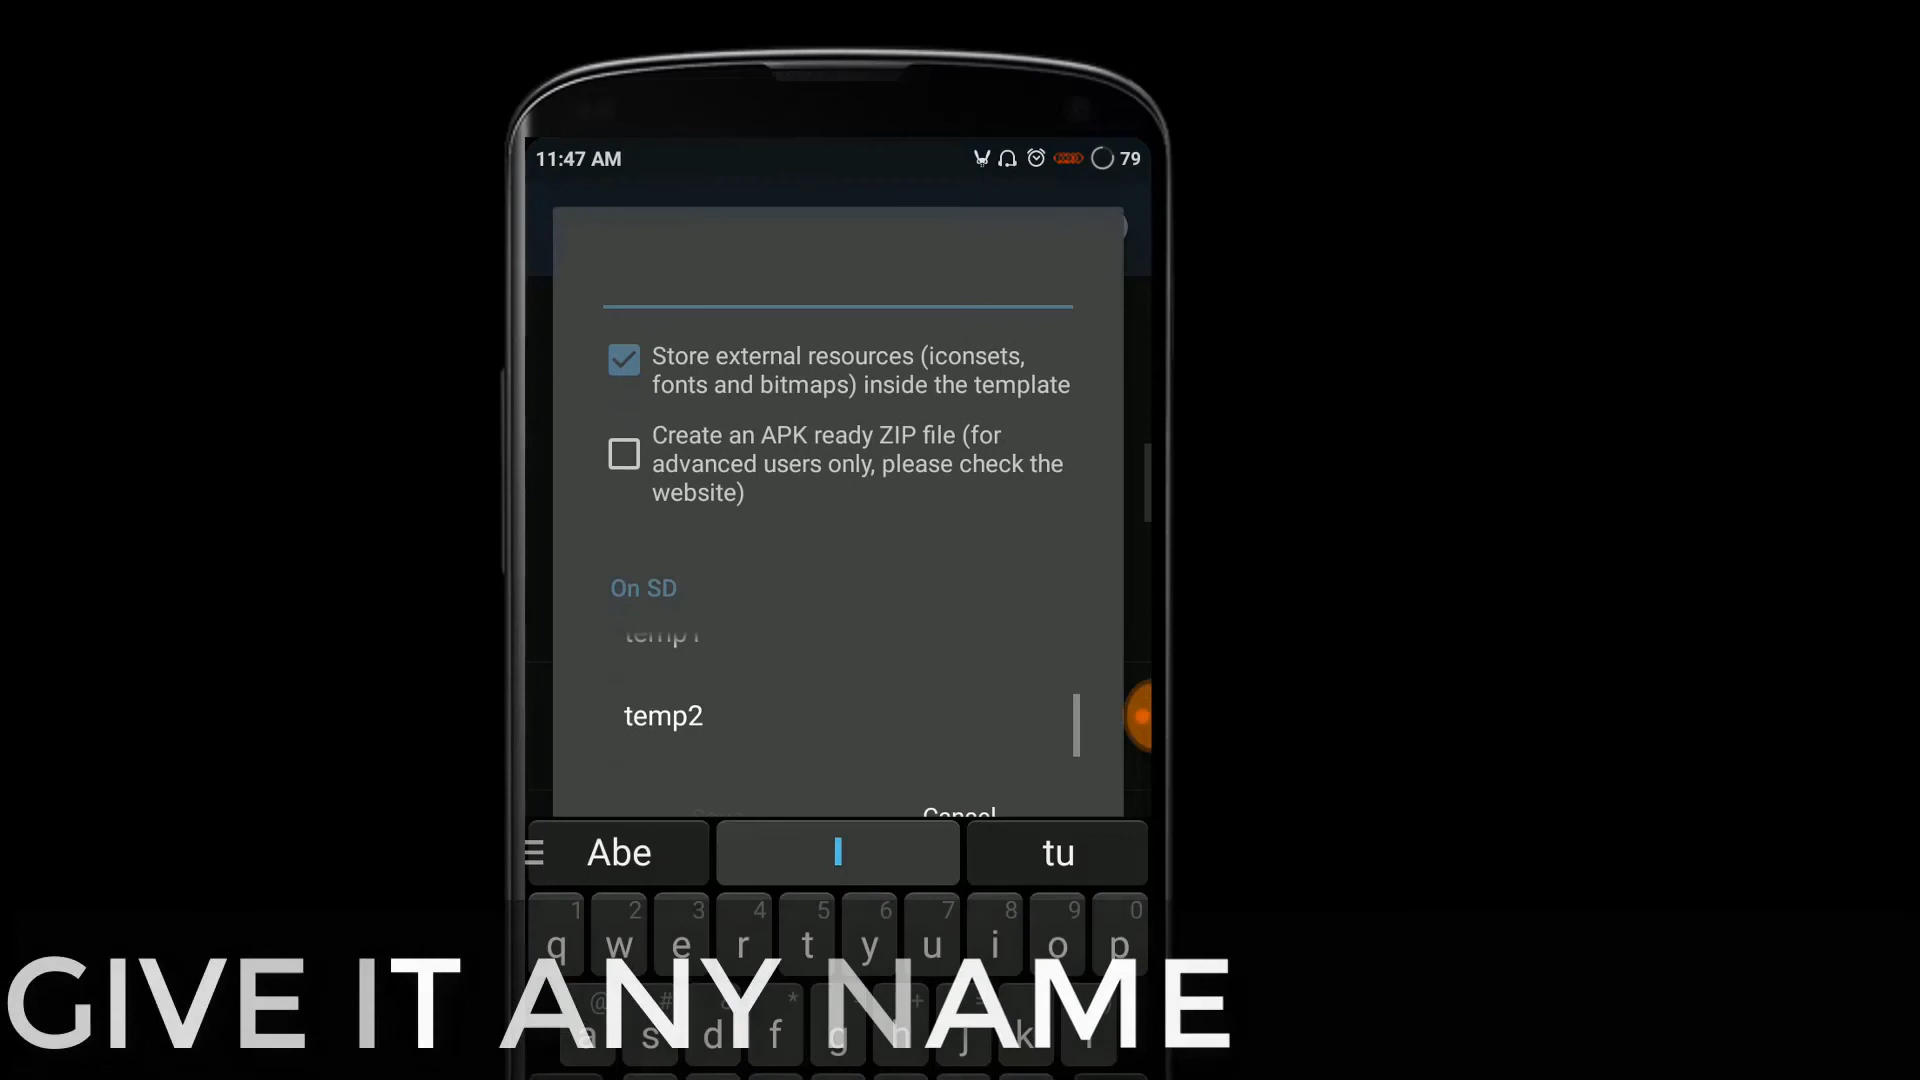 11:47 AM
79
Store external resources (iconsets,
fonts and bitmaps) inside the template
Create an APK ready ZIP file (for
advanced users only, please check the
website)
On SD
temp1
temp2
Cancel
Abe I tu
1 2 3 4 5 6 7 8 9 0
q w e r t y u i o p
@ # * + =
a s d f g h j k l
GIVE IT ANY NAME